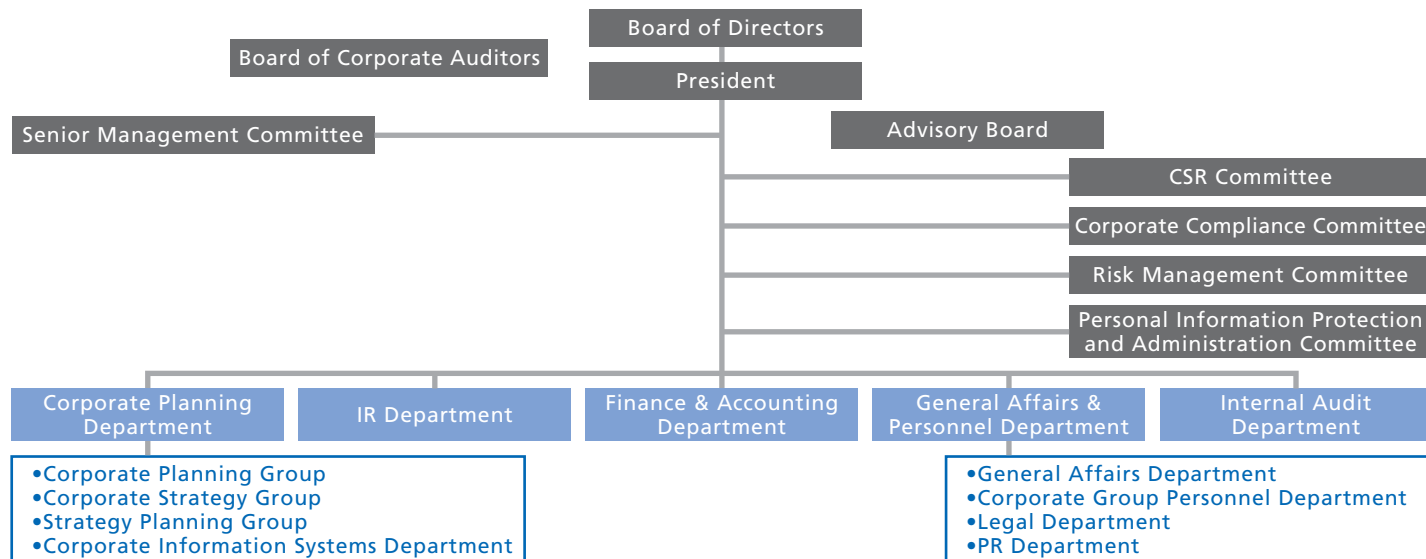 Board of Directors
Board of Corporate Auditors
President
Senior Management Committee
Advisory Board
CSR Committee
Corporate Compliance Committee
Risk Management Committee
Personal Information Protection
and Administration Committee
Corporate Planning
Department
IR Department
Finance & Accounting
Department
General Affairs &
Personnel Department
Internal Audit
Department
•Corporate Planning Group
•Corporate Strategy Group
•Strategy Planning Group
•Corporate Information Systems Department
•General Affairs Department
•Corporate Group Personnel Department
•Legal Department
•PR Department